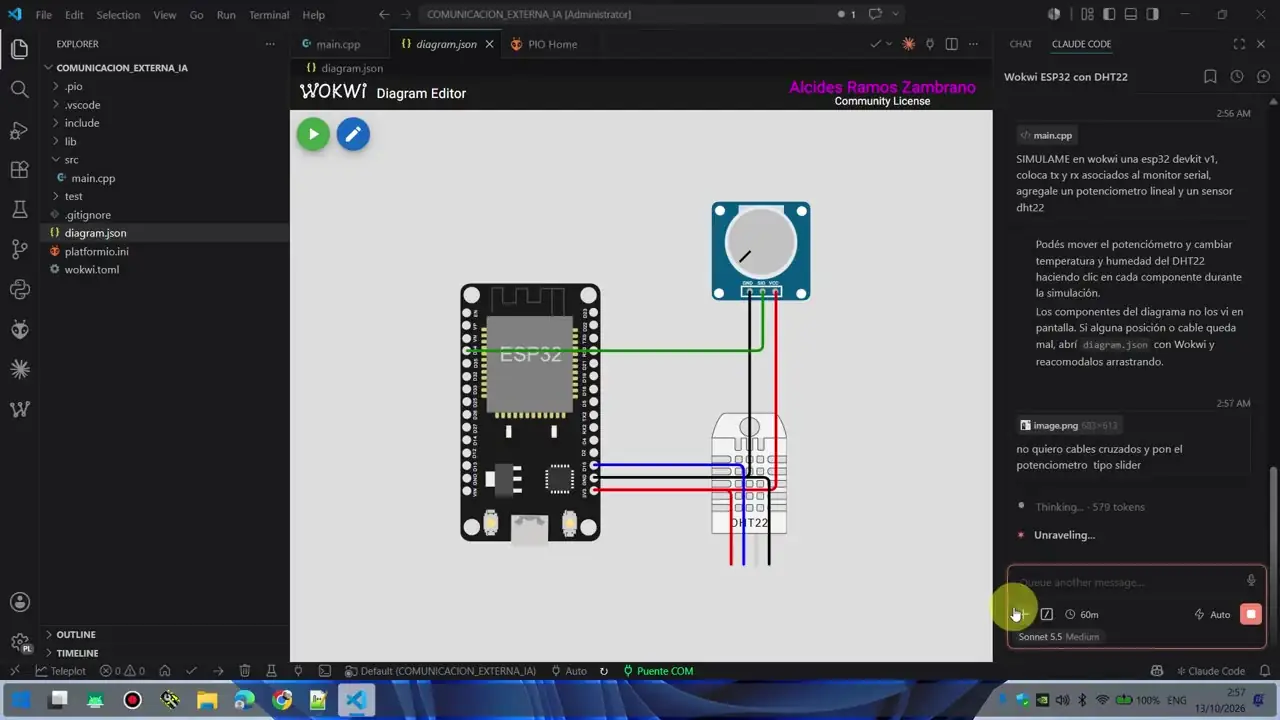 File Edit Selection View Go Run Terminal Help
COMUNICACION_EXTERNA_IA [Administrator]
1
EXPLORER
COMUNICACION_EXTERNA_IA
.pio
.vscode
include
lib
src
main.cpp
test
.gitignore
diagram.json
platformio.ini
wokwi.toml
OUTLINE
TIMELINE
main.cpp
diagram.json
PIO Home
diagram.json
WOKWI Diagram Editor
Alcides Ramos Zambrano
Community License
ESP32
GND SIG VCC
DHT22
CHAT
CLAUDE CODE
Wokwi ESP32 con DHT22
2:56 AM
main.cpp
SIMULAME en wokwi una esp32 devkit v1,
coloca tx y rx asociados al monitor serial,
agregale un potenciometro lineal y un sensor
dht22
Podés mover el potenciómetro y cambiar
temperatura y humedad del DHT22
haciendo clic en cada componente durante
la simulación.
Los componentes del diagrama no los vi en
pantalla. Si alguna posición o cable queda
mal, abrí diagram.json con Wokwi y
reacomodalos arrastrando.
2:57 AM
image.png 683×613
no quiero cables cruzados y pon el
potenciometro tipo slider
Thinking... · 579 tokens
Unraveling...
Queue another message...
60m
Auto
Sonnet 5.5 Medium
PL
Teleplot
0 0
Default (COMUNICACION_EXTERNA_IA)
Auto
Puente COM
Claude Code
100%
ENG
2:57
13/10/2026